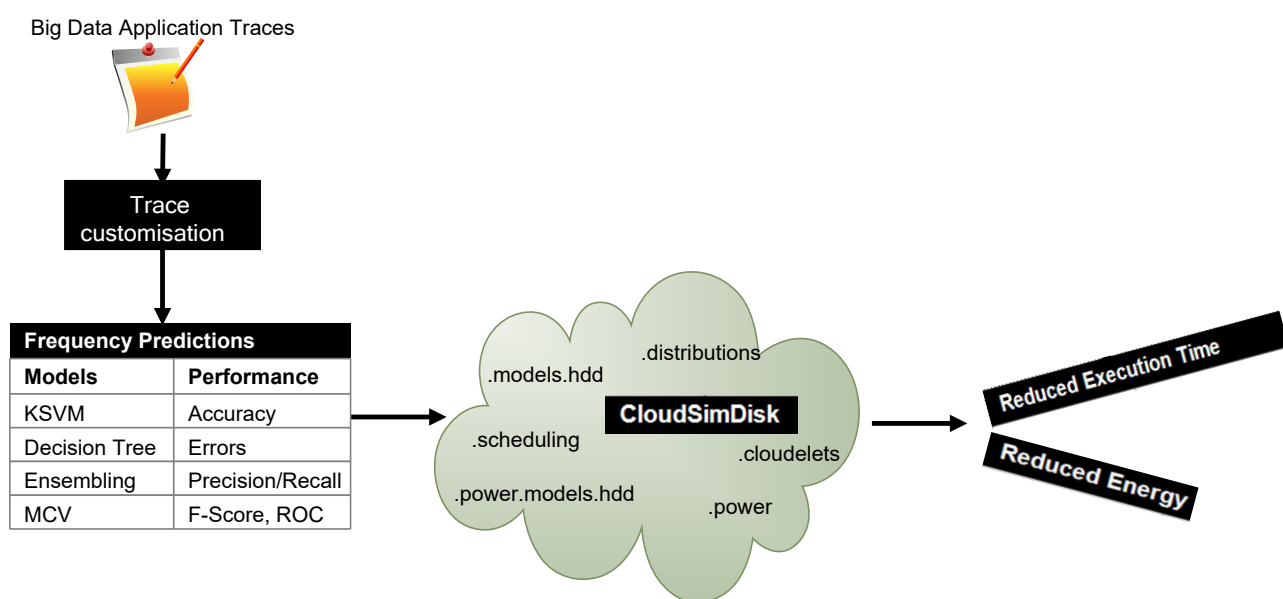 Big Data Application Traces
Trace
customisation
Frequency Predictions
Models Performance
KSVM Accuracy
Decision Tree Errors
Ensembling Precision/Recall
MCV F-Score, ROC
.distributions
.models.hdd
CloudSimDisk
.scheduling
.cloudelets
.power.models.hdd
.power
Reduced Execution Time
Reduced Energy